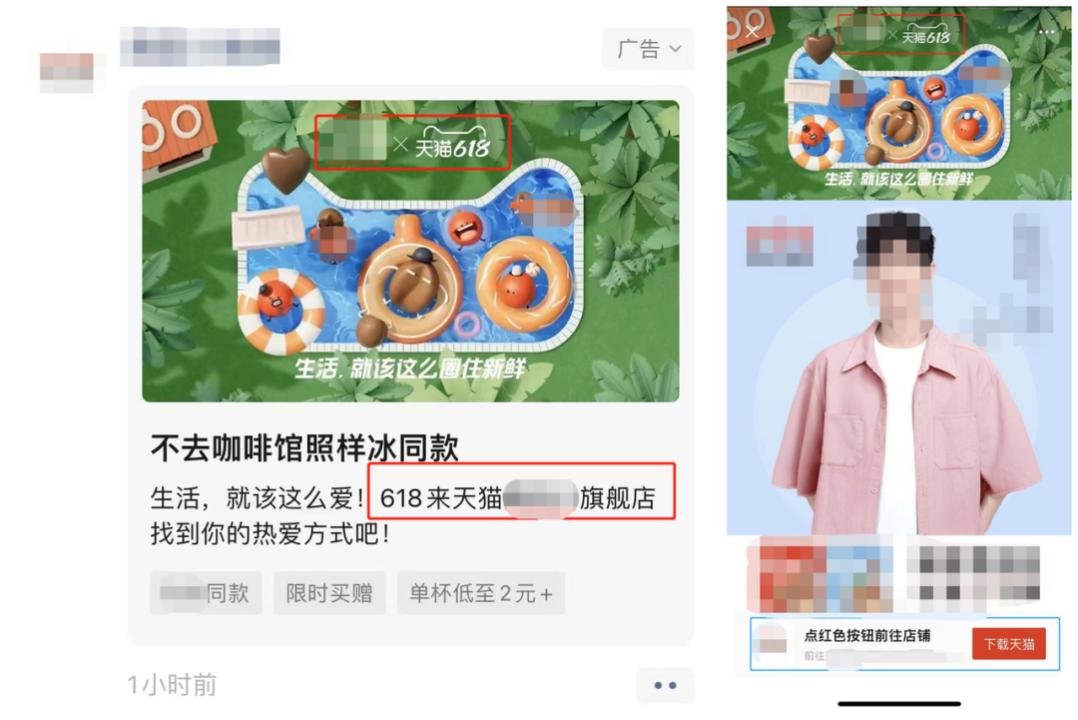 广告
× 天猫618
生活，就该这么圈住新鲜
不去咖啡馆照样冰同款
生活，就该这么爱！618来天猫 旗舰店
找到你的热爱方式吧！
同款 限时买赠 单杯低至2元+
1小时前
× 天猫618
生活，就该这么圈住新鲜
点红色按钮前往店铺
前往
下载天猫